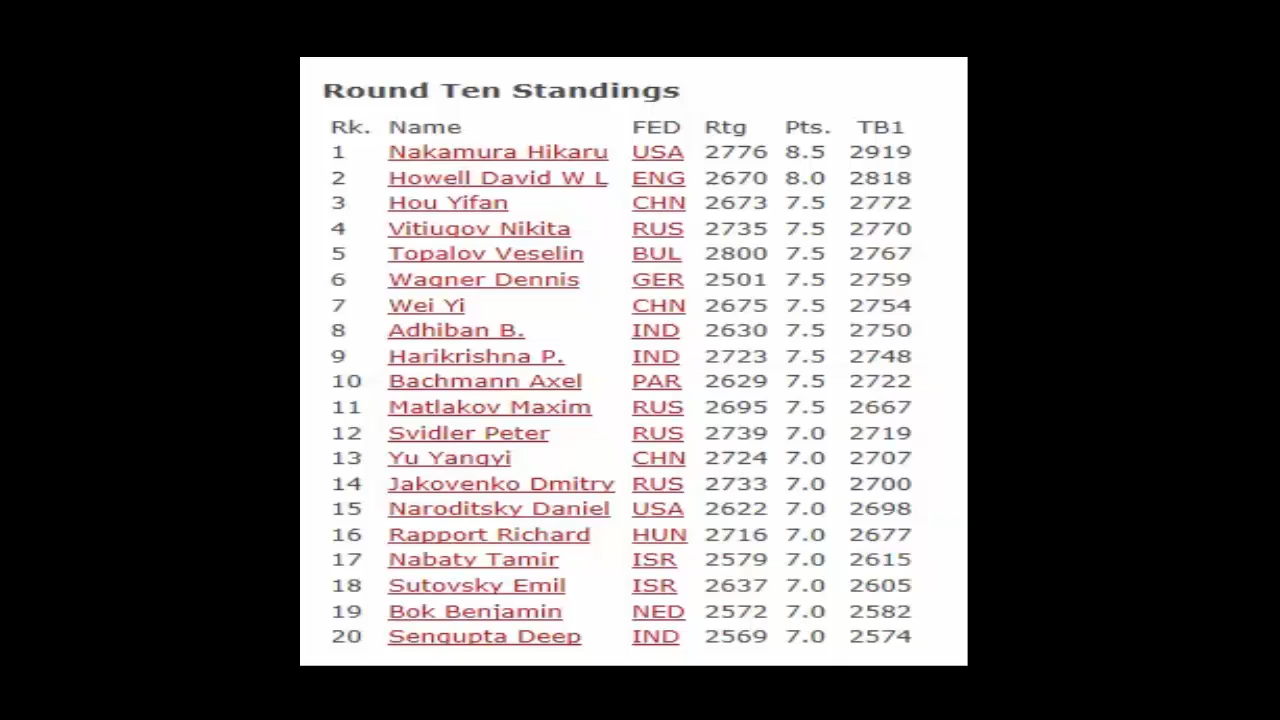 Round Ten Standings
Rk. Name FED Rtg Pts. TB1
1 Nakamura Hikaru USA 2776 8.5 2919
2 Howell David W L ENG 2670 8.0 2818
3 Hou Yifan CHN 2673 7.5 2772
4 Vitiugov Nikita RUS 2735 7.5 2770
5 Topalov Veselin BUL 2800 7.5 2767
6 Wagner Dennis GER 2501 7.5 2759
7 Wei Yi CHN 2675 7.5 2754
8 Adhiban B. IND 2630 7.5 2750
9 Harikrishna P. IND 2723 7.5 2748
10 Bachmann Axel PAR 2629 7.5 2722
11 Matlakov Maxim RUS 2695 7.5 2667
12 Svidler Peter RUS 2739 7.0 2719
13 Yu Yangyi CHN 2724 7.0 2707
14 Jakovenko Dmitry RUS 2733 7.0 2700
15 Naroditsky Daniel USA 2622 7.0 2698
16 Rapport Richard HUN 2716 7.0 2677
17 Nabaty Tamir ISR 2579 7.0 2615
18 Sutovsky Emil ISR 2637 7.0 2605
19 Bok Benjamin NED 2572 7.0 2582
20 Sengupta Deep IND 2569 7.0 2574